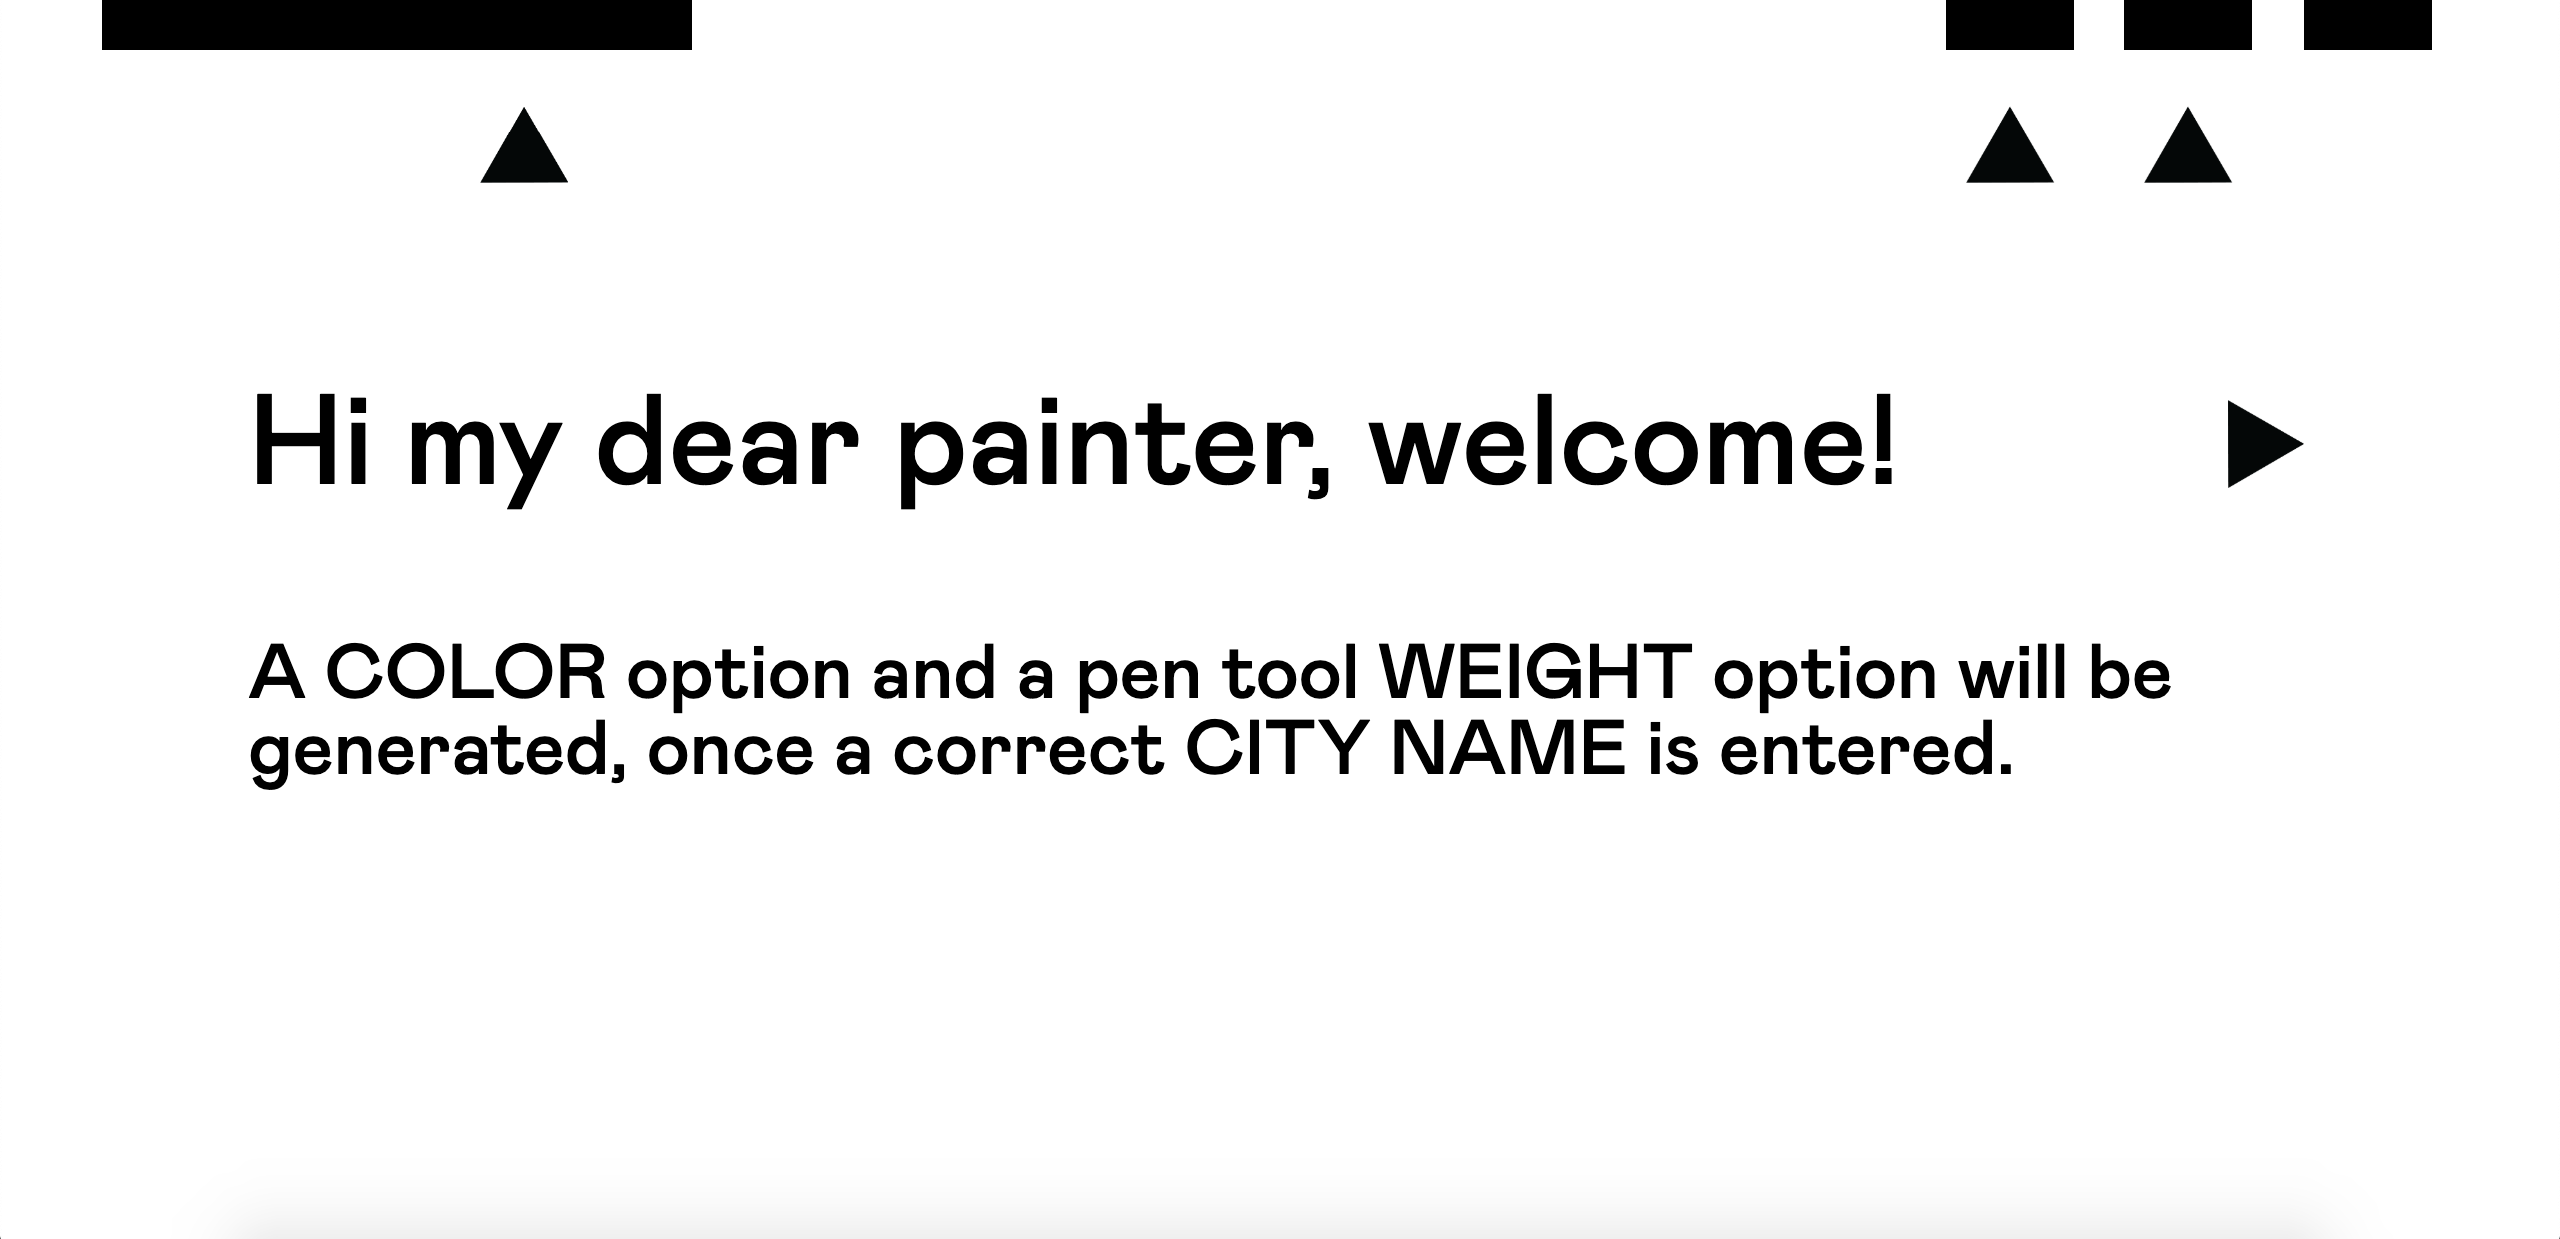 Hi my dear painter, welcome!
A COLOR option and a pen tool WEIGHT option will be
generated, once a correct CITY NAME is entered.